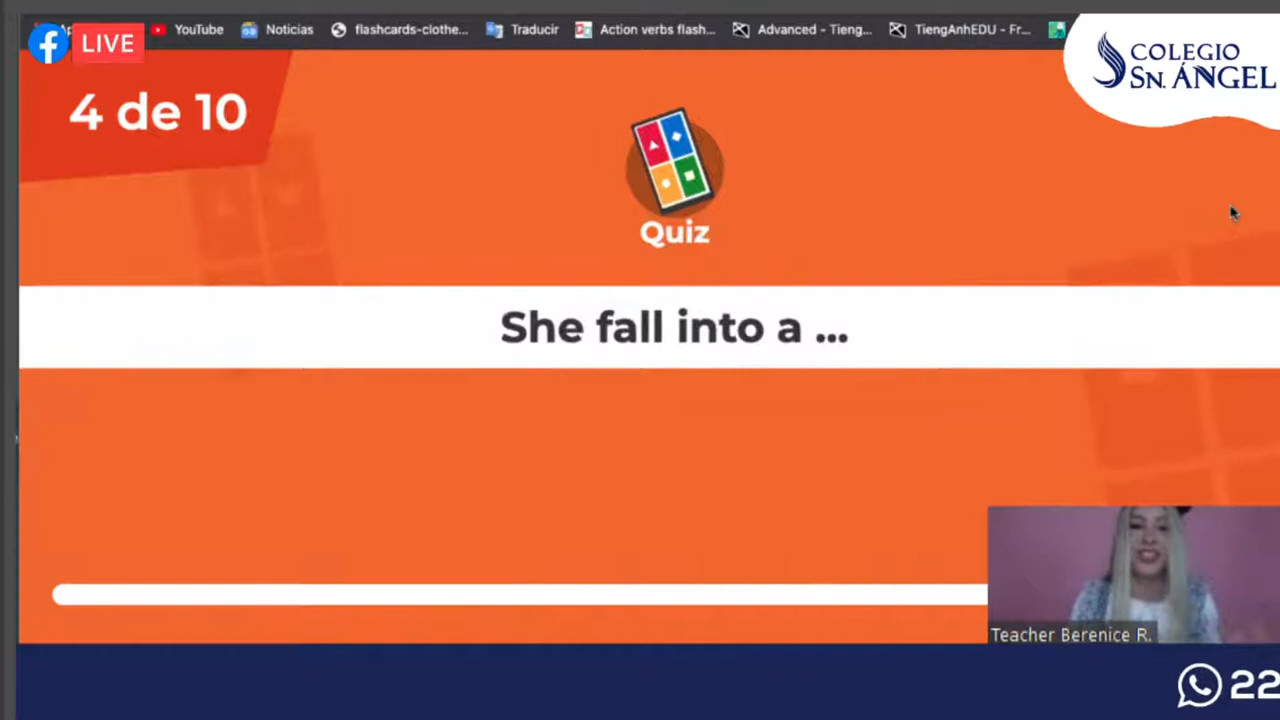 YouTube
Noticias
flashcards-clothe...
Traducir
Action verbs flash...
Advanced - Tieng...
TiengAnhEDU - Fr...
LIVE
COLEGIO
SN. ÁNGEL
4 de 10
Quiz
She fall into a ...
Teacher Berenice R.
22